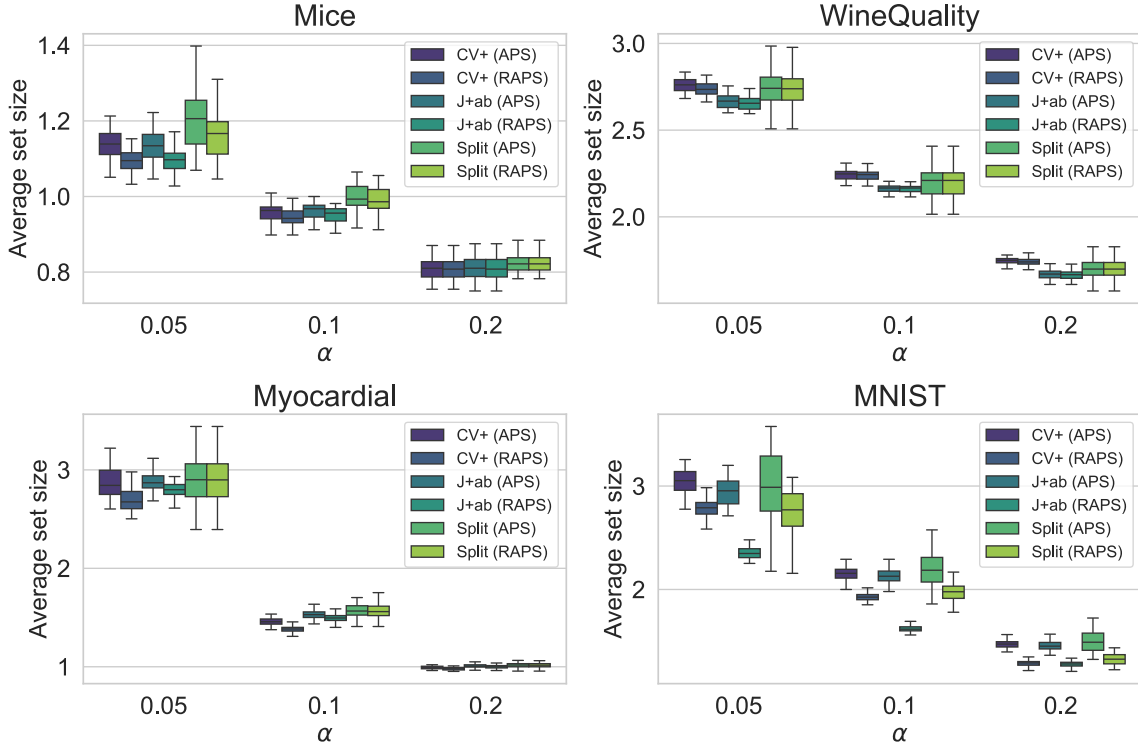 Mice
Average set size
1.4
1.2
1.0
0.8
CV+ (APS)
CV+ (RAPS)
J+ab (APS)
J+ab (RAPS)
Split (APS)
Split (RAPS)
0.05
0.1
0.2
α
WineQuality
Average set size
3.0
2.5
2.0
CV+ (APS)
CV+ (RAPS)
J+ab (APS)
J+ab (RAPS)
Split (APS)
Split (RAPS)
0.05
0.1
0.2
α
Myocardial
Average set size
3
2
1
CV+ (APS)
CV+ (RAPS)
J+ab (APS)
J+ab (RAPS)
Split (APS)
Split (RAPS)
0.05
0.1
0.2
α
MNIST
Average set size
3
2
CV+ (APS)
CV+ (RAPS)
J+ab (APS)
J+ab (RAPS)
Split (APS)
Split (RAPS)
0.05
0.1
0.2
α